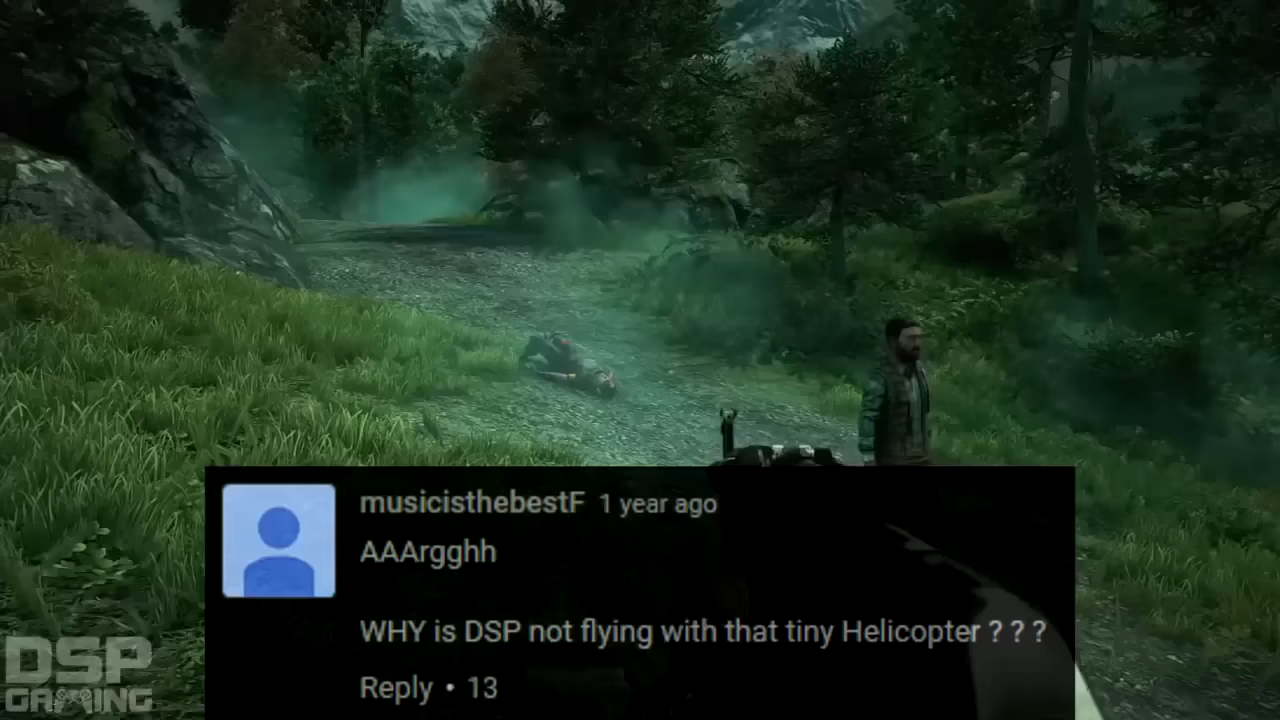 musicisthebestF 1 year ago
AAArgghh
WHY is DSP not flying with that tiny Helicopter ? ? ?
Reply • 13
DSP
GAMING